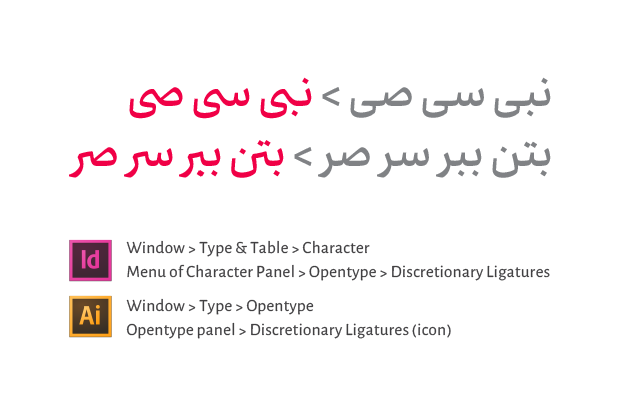 نبی سی صی > نبی سی صی
بتن ببر سر صر > بتن ببر سر صر
Id
Window > Type & Table > Character
Menu of Character Panel > Opentype > Discretionary Ligatures
Ai
Window > Type > Opentype
Opentype panel > Discretionary Ligatures (icon)